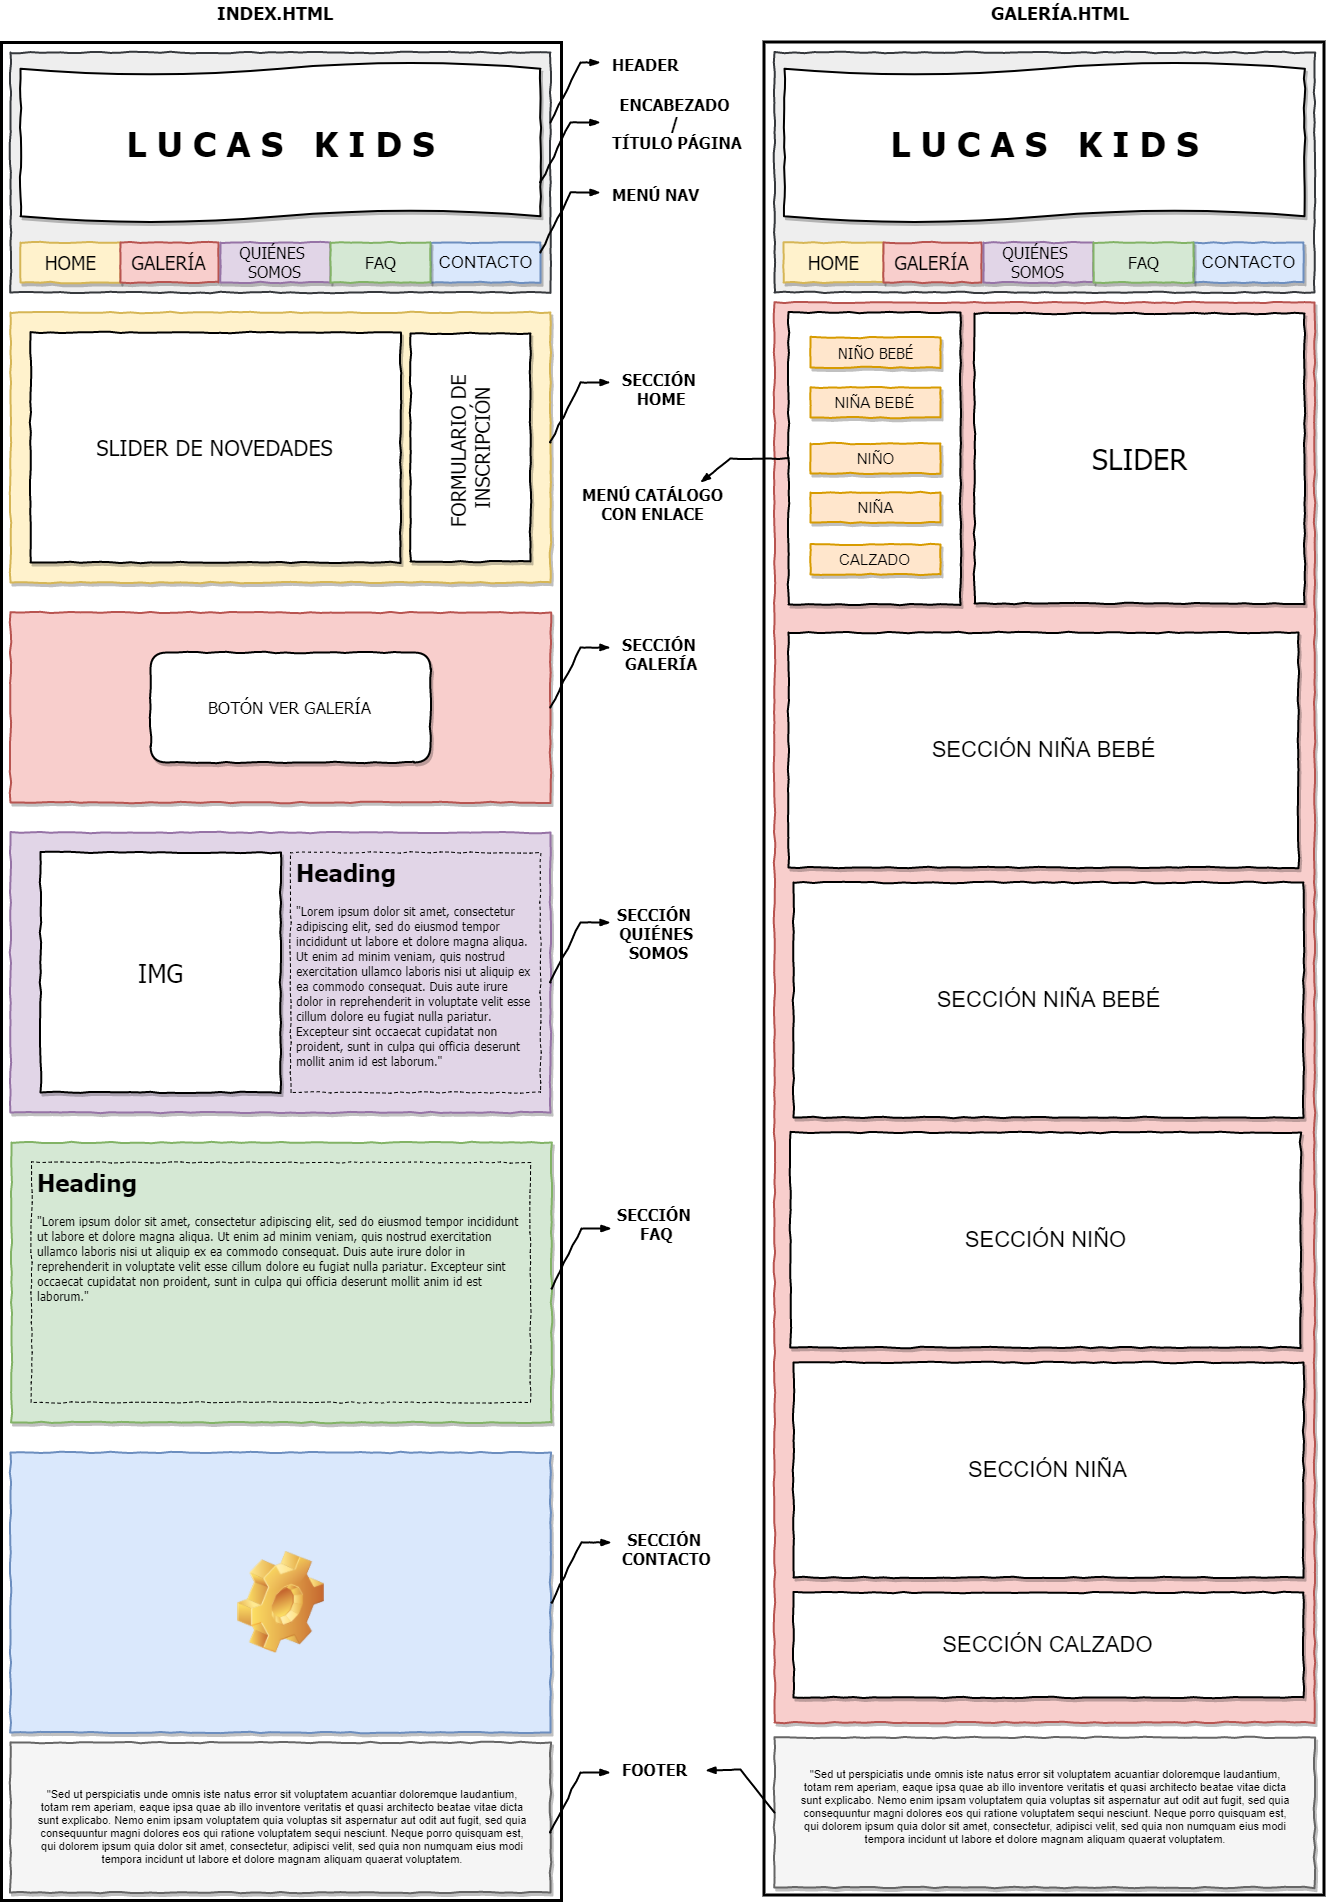 INDEX.HTML
LUCAS KIDS
HOME
GALERÍA
QUIÉNES
SOMOS
FAQ
CONTACTO
HEADER
ENCABEZADO
/
TÍTULO PÁGINA
MENÚ NAV
SLIDER DE NOVEDADES
FORMULARIO DE
INSCRIPCIÓN
SECCIÓN
HOME
BOTÓN VER GALERÍA
SECCIÓN
GALERÍA
IMG
Heading
"Lorem ipsum dolor sit amet, consectetur
adipiscing elit, sed do eiusmod tempor
incididunt ut labore et dolore magna aliqua.
Ut enim ad minim veniam, quis nostrud
exercitation ullamco laboris nisi ut aliquip ex
ea commodo consequat. Duis aute irure
dolor in reprehenderit in voluptate velit esse
cillum dolore eu fugiat nulla pariatur.
Excepteur sint occaecat cupidatat non
proident, sunt in culpa qui officia deserunt
mollit anim id est laborum."
SECCIÓN
QUIÉNES
SOMOS
Heading
"Lorem ipsum dolor sit amet, consectetur adipiscing elit, sed do eiusmod tempor incididunt
ut labore et dolore magna aliqua. Ut enim ad minim veniam, quis nostrud exercitation
ullamco laboris nisi ut aliquip ex ea commodo consequat. Duis aute irure dolor in
reprehenderit in voluptate velit esse cillum dolore eu fugiat nulla pariatur. Excepteur sint
occaecat cupidatat non proident, sunt in culpa qui officia deserunt mollit anim id est
laborum."
SECCIÓN
FAQ
SECCIÓN
CONTACTO
"Sed ut perspiciatis unde omnis iste natus error sit voluptatem acuantiar doloremque laudantium,
totam rem aperiam, eaque ipsa quae ab illo inventore veritatis et quasi architecto beatae vitae dicta
sunt explicabo. Nemo enim ipsam voluptatem quia voluptas sit aspernatur aut odit aut fugit, sed quia
consequuntur magni dolores eos qui ratione voluptatem sequi nesciunt. Neque porro quisquam est,
qui dolorem ipsum quia dolor sit amet, consectetur, adipisci velit, sed quia non numquam eius modi
tempora incidunt ut labore et dolore magnam aliquam quaerat voluptatem.
FOOTER
GALERÍA.HTML
LUCAS KIDS
HOME
GALERÍA
QUIÉNES
SOMOS
FAQ
CONTACTO
NIÑO BEBÉ
NIÑA BEBÉ
NIÑO
NIÑA
CALZADO
MENÚ CATÁLOGO
CON ENLACE
SLIDER
SECCIÓN NIÑA BEBÉ
SECCIÓN NIÑA BEBÉ
SECCIÓN NIÑO
SECCIÓN NIÑA
SECCIÓN CALZADO
"Sed ut perspiciatis unde omnis iste natus error sit voluptatem acuantiar doloremque laudantium,
totam rem aperiam, eaque ipsa quae ab illo inventore veritatis et quasi architecto beatae vitae dicta
sunt explicabo. Nemo enim ipsam voluptatem quia voluptas sit aspernatur aut odit aut fugit, sed quia
consequuntur magni dolores eos qui ratione voluptatem sequi nesciunt. Neque porro quisquam est,
qui dolorem ipsum quia dolor sit amet, consectetur, adipisci velit, sed quia non numquam eius modi
tempora incidunt ut labore et dolore magnam aliquam quaerat voluptatem.